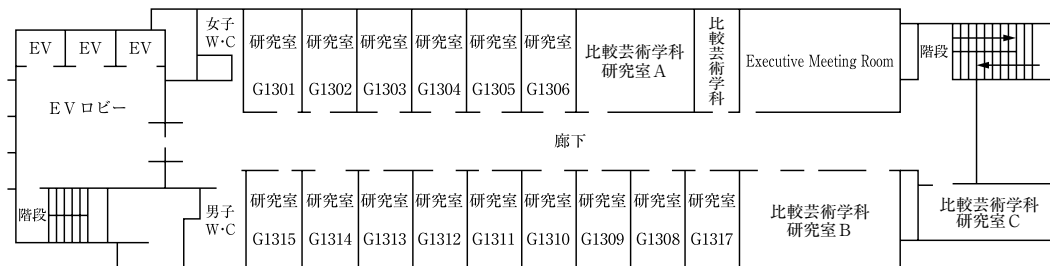 女子
W・C
研究室
G1301
研究室
G1302
研究室
G1303
研究室
G1304
研究室
G1305
研究室
G1306
比較芸術学科
研究室A
比較芸術学科
Executive Meeting Room
階段
EV
EV
EV
EVロビー
廊下
階段
男子
W・C
研究室
G1315
研究室
G1314
研究室
G1313
研究室
G1312
研究室
G1311
研究室
G1310
研究室
G1309
研究室
G1308
研究室
G1317
比較芸術学科
研究室B
比較芸術学科
研究室C